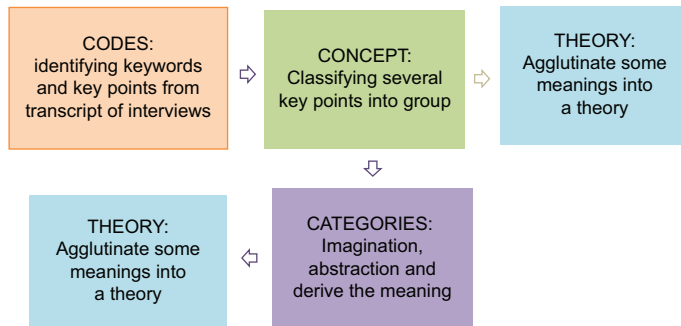 CODES:
identifying keywords
and key points from
transcript of interviews
CONCEPT:
Classifying several
key points into group
THEORY:
Agglutinate some
meanings into
a theory
THEORY:
Agglutinate some
meanings into
a theory
CATEGORIES:
Imagination,
abstraction and
derive the meaning